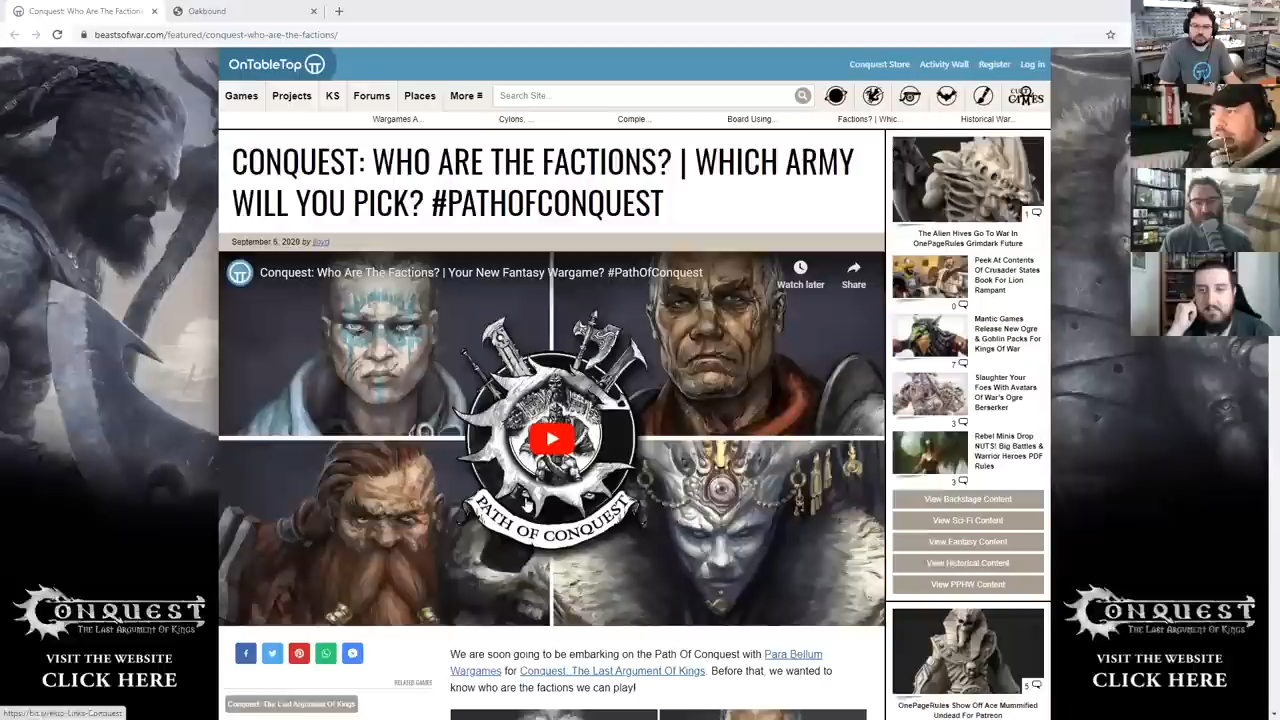 Conquest: Who Are The Factions
Oakbound
beastsofwar.com/featured/conquest-who-are-the-factions/
OnTableTop
Conquest Store
Activity Wall
Register
Log in
Games
Projects
KS
Forums
Places
More
Search Site...
Wargames A...
Cylons, ...
Comple...
Board Using...
Factions? | Whic...
Historical War...
CONQUEST: WHO ARE THE FACTIONS? | WHICH ARMY
WILL YOU PICK? #PATHOFCONQUEST
September 5, 2020 by lloyd
Conquest: Who Are The Factions? | Your New Fantasy Wargame? #PathOfConquest
Watch later
Share
PATH OF CONQUEST
We are soon going to be embarking on the Path Of Conquest with Para Bellum
Wargames for Conquest: The Last Argument Of Kings. Before that, we wanted to
know who are the factions we can play!
RELATED GAMES
Conquest: The Last Argument Of Kings
1
The Alien Hives Go To War In
OnePageRules Grimdark Future
Peek At Contents
Of Crusader States
Book For Lion
Rampant
0
Mantic Games
Release New Ogre
& Goblin Packs For
Kings Of War
7
Slaughter Your
Foes With Avatars
Of War's Ogre
Berserker
3
Rebel Minis Drop
NUTS! Big Battles &
Warrior Heroes PDF
Rules
3
View Backstage Content
View Sci-Fi Content
View Fantasy Content
View Historical Content
View PPHW Content
5
OnePageRules Show Off Ace Mummified
Undead For Patreon
CONQUEST
THE LAST ARGUMENT OF KINGS
VISIT THE WEBSITE
CLICK HERE
CONQUEST
THE LAST ARGUMENT OF KINGS
VISIT THE WEBSITE
CLICK HERE